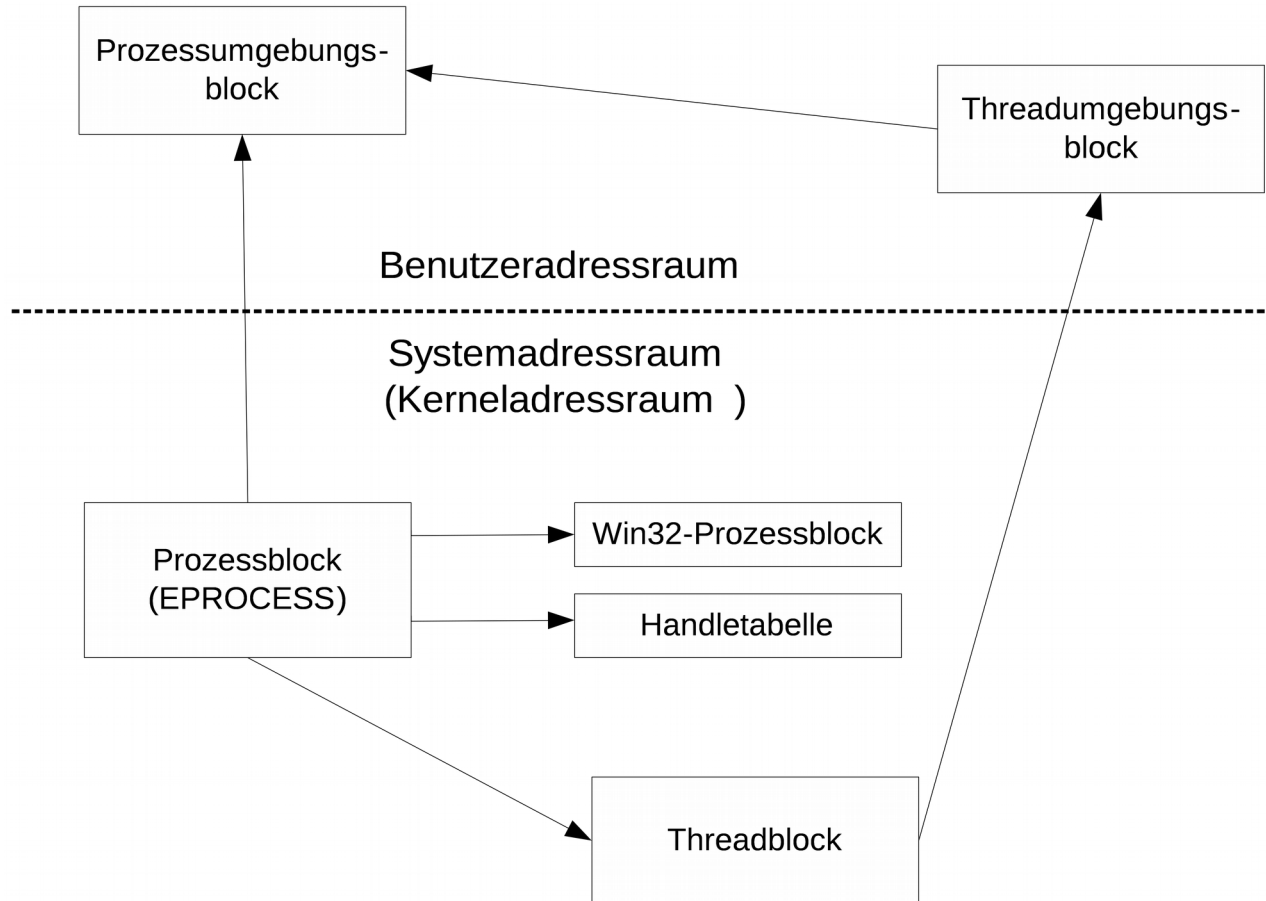 Prozessumgebungs-
block
Threadumgebungs-
block
Benutzeradressraum
Systemadressraum
(Kerneladressraum )
Prozessblock
(EPROCESS)
Win32-Prozessblock
Handletabelle
Threadblock